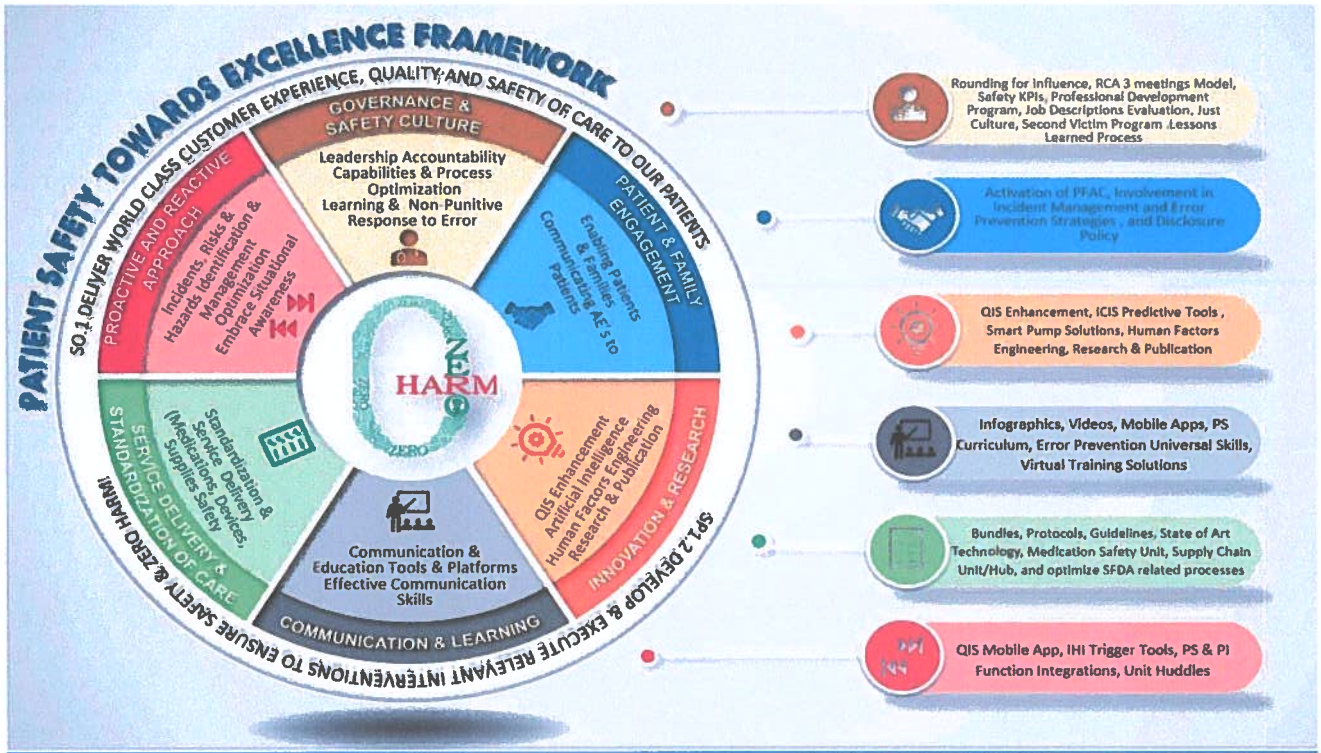 PATIENT SAFETY TOWARDS EXCELLENCE FRAMEWORK
SO.1 DELIVER WORLD CLASS CUSTOMER EXPERIENCE, QUALITY AND SAFETY OF CARE TO OUR PATIENTS
SP1.2 DEVELOP & EXECUTE RELEVANT INTERVENTIONS TO ENSURE SAFETY & ZERO HARM!
GOVERNANCE &
SAFETY CULTURE
Leadership Accountability
Capabilities & Process
Optimization
Learning & Non-Punitive
Response to Error
PATIENT & FAMILY
ENGAGEMENT
Enabling Patients
& Families
Communicating AE's to
Patients
INNOVATION & RESEARCH
QIS Enhancement
Artificial Intelligence
Human Factors Engineering
Research & Publication
COMMUNICATION & LEARNING
Communication &
Education Tools & Platforms
Effective Communication
Skills
SERVICE DELIVERY &
STANDARDIZATION OF CARE
Standardization &
Service Delivery
(Medications, Devices,
Supplies Safety
PROACTIVE AND REACTIVE
APPROACH
Incidents, Risks &
Hazards Identification &
Management
Optimization
Embrace Situational
Awareness
HARM
ZERO
Rounding for Influence, RCA 3 meetings Model,
Safety KPIs, Professional Development
Program, Job Descriptions Evaluation, Just
Culture, Second Victim Program .Lessons
Learned Process
Activation of PFAC, Involvement in
Incident Management and Error
Prevention Strategies , and Disclosure
Policy
QIS Enhancement, ICIS Predictive Tools ,
Smart Pump Solutions, Human Factors
Engineering, Research & Publication
Infographics, Videos, Mobile Apps, PS
Curriculum, Error Prevention Universal Skills,
Virtual Training Solutions
Bundles, Protocols, Guidelines, State of Art
Technology, Medication Safety Unit, Supply Chain
Unit/Hub, and optimize SFDA related processes
QIS Mobile App, IHI Trigger Tools, PS & PI
Function Integrations, Unit Huddles